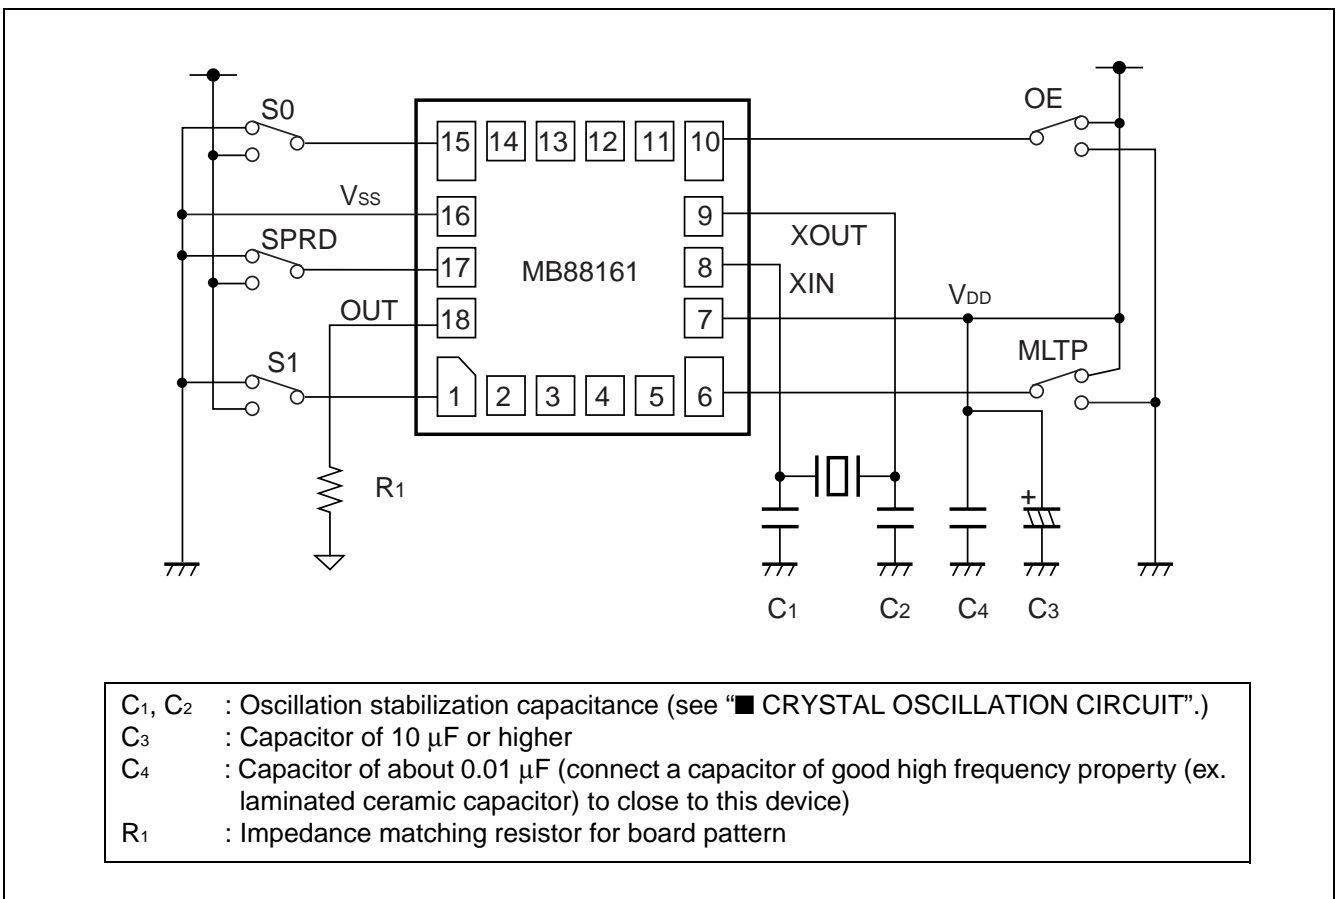 S0
OE
15 14 13 12 11 10
VSS
16
9
XOUT
SPRD
17
MB88161
8
XIN
OUT
18
7
VDD
S1
MLTP
1 2 3 4 5 6
R1
+
C1 C2 C4 C3
C1, C2 : Oscillation stabilization capacitance (see “■ CRYSTAL OSCILLATION CIRCUIT”.)
C3 : Capacitor of 10 μF or higher
C4 : Capacitor of about 0.01 μF (connect a capacitor of good high frequency property (ex.
laminated ceramic capacitor) to close to this device)
R1 : Impedance matching resistor for board pattern